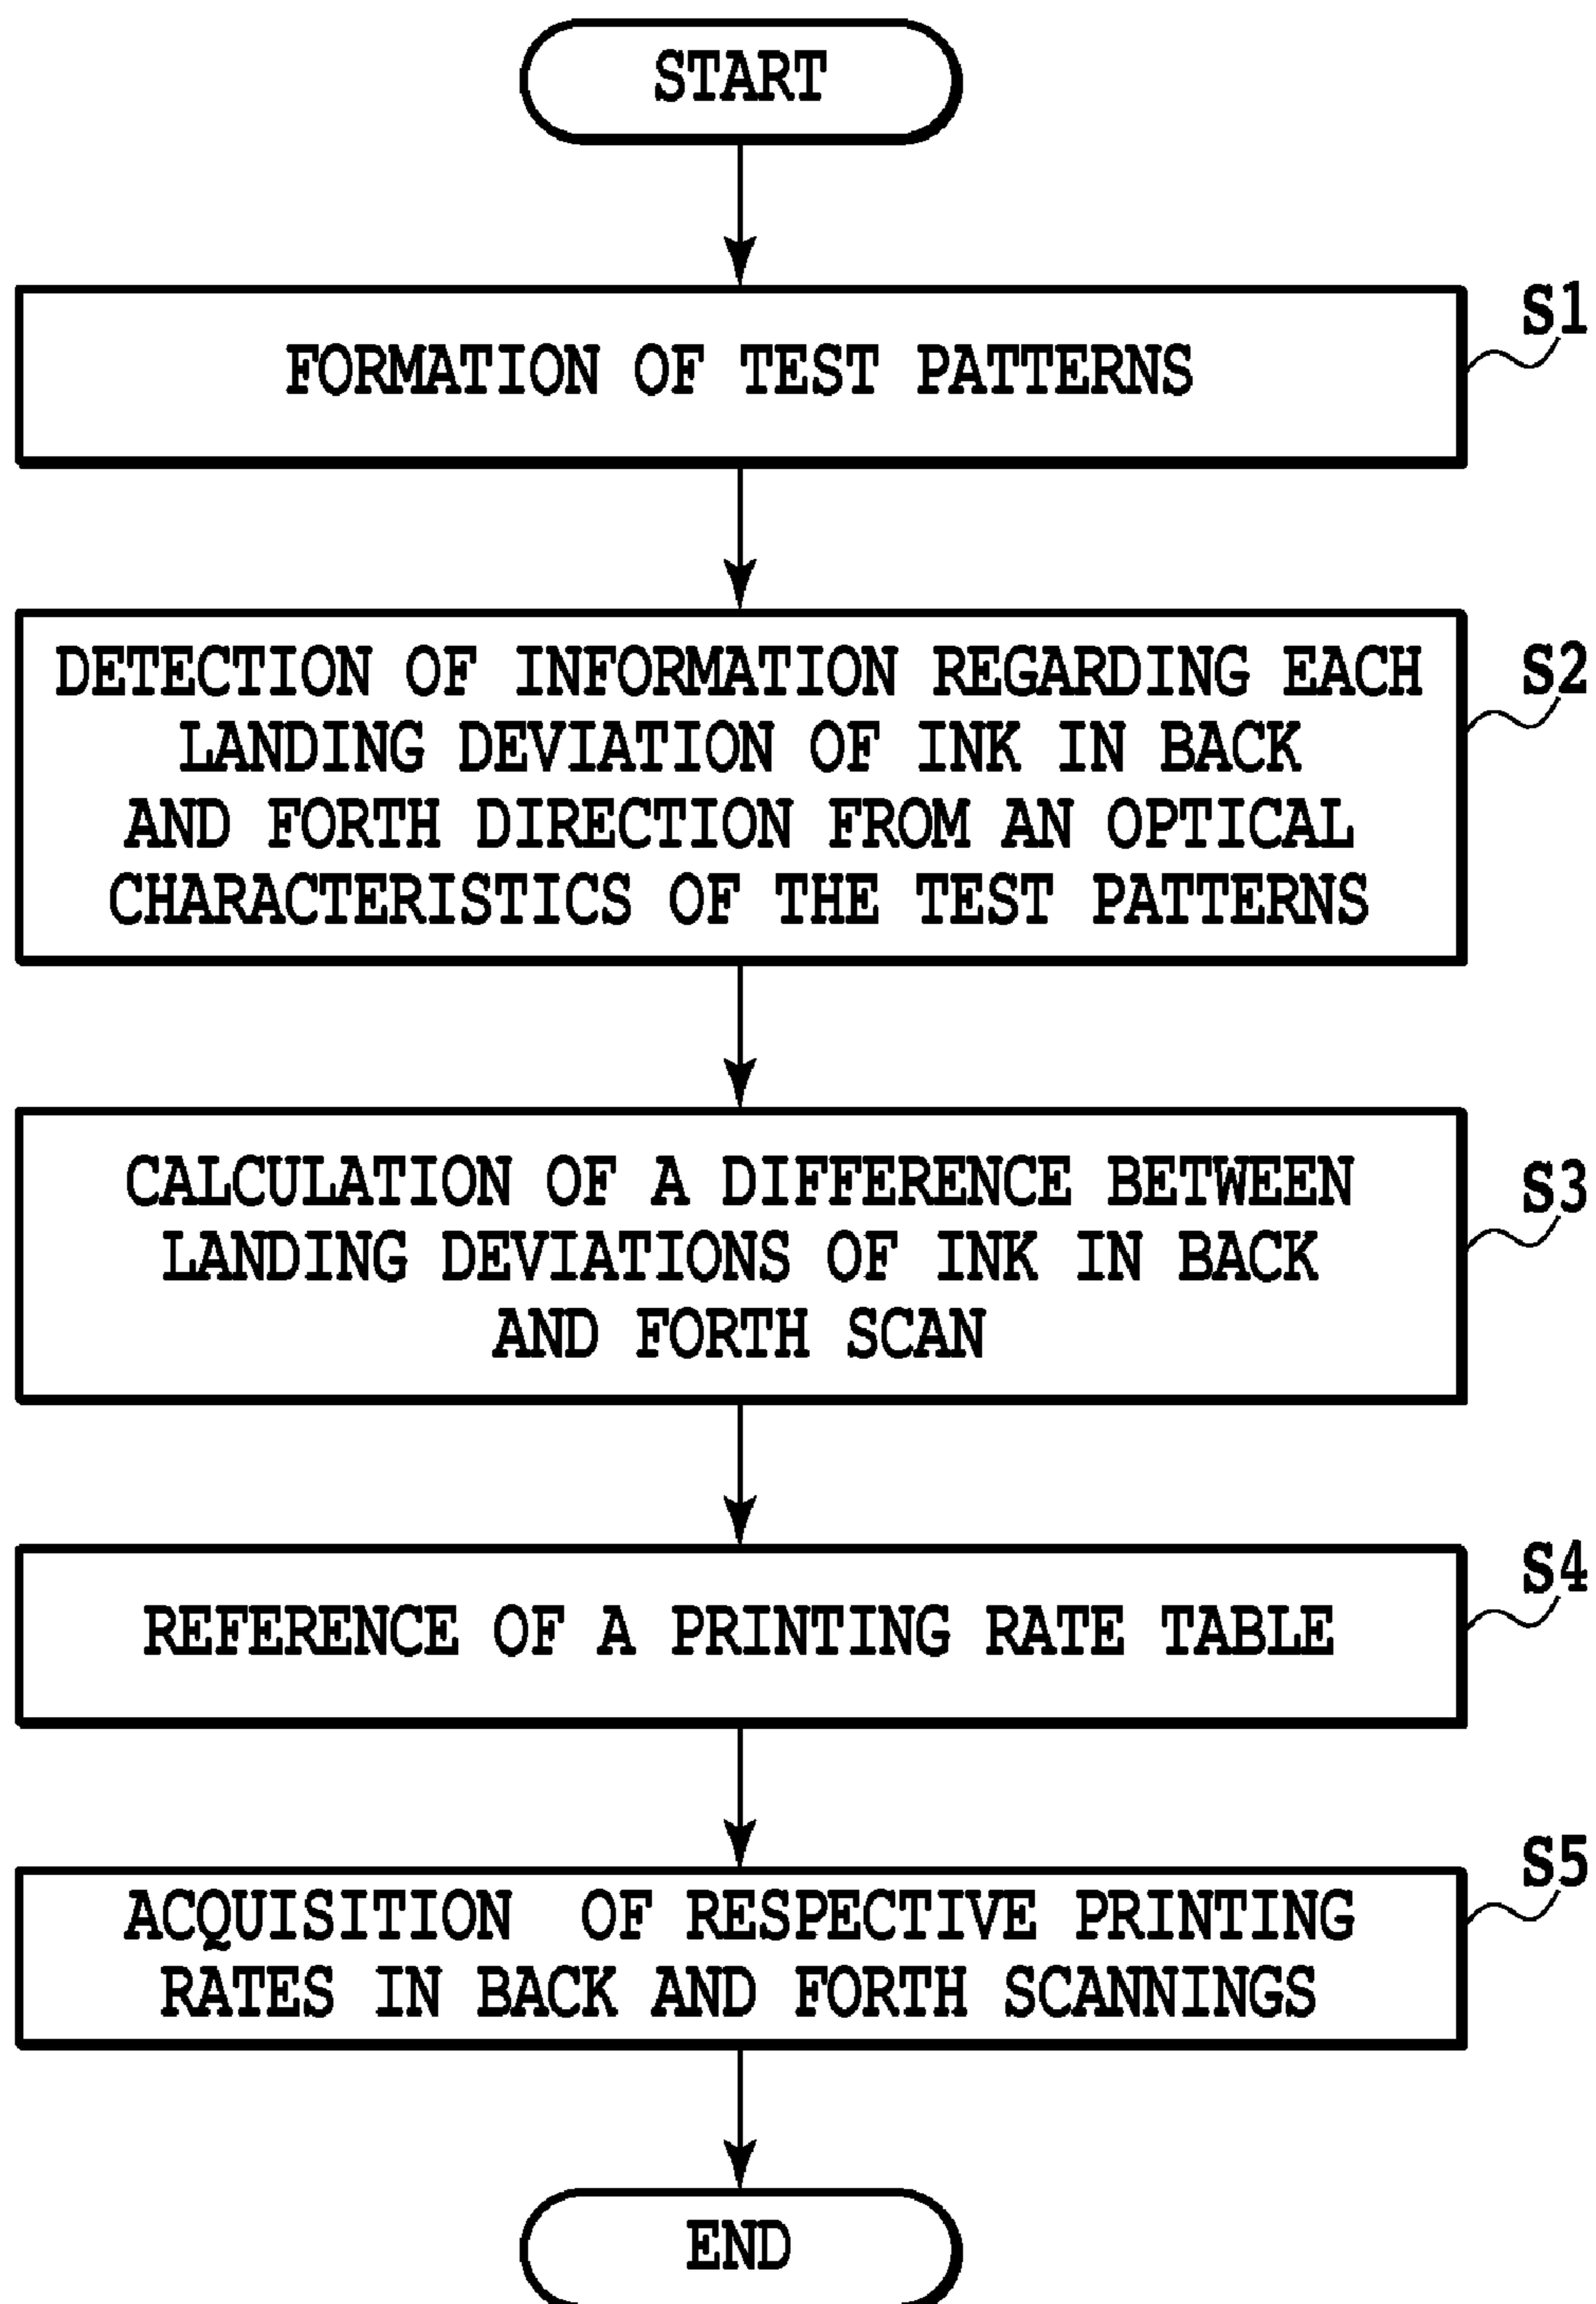 START
S1
FORMATION OF TEST PATTERNS
S2
DETECTION OF INFORMATION REGARDING EACH
LANDING DEVIATION OF INK IN BACK
AND FORTH DIRECTION FROM AN OPTICAL
CHARACTERISTICS OF THE TEST PATTERNS
S3
CALCULATION OF A DIFFERENCE BETWEEN
LANDING DEVIATIONS OF INK IN BACK
AND FORTH SCAN
S4
REFERENCE OF A PRINTING RATE TABLE
S5
ACQUISITION OF RESPECTIVE PRINTING
RATES IN BACK AND FORTH SCANNINGS
END